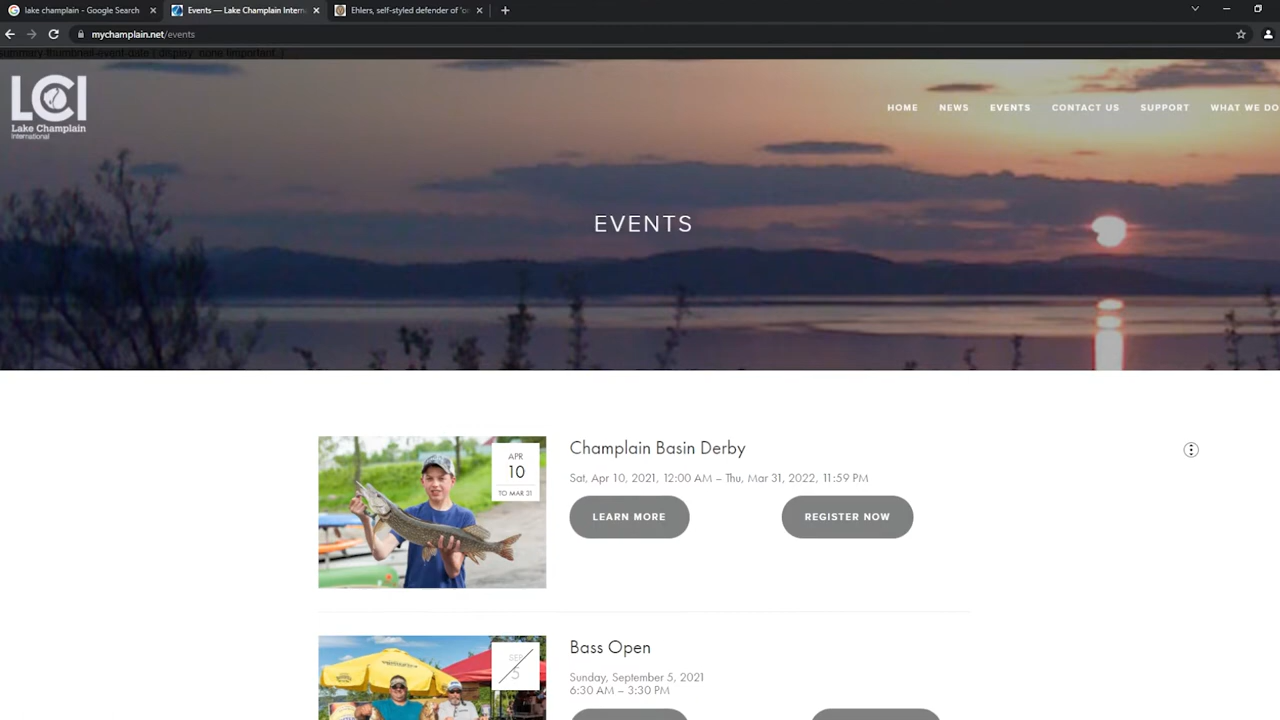 lake champlain - Google Search
Events — Lake Champlain Intern
Ehlers, self-styled defender of 'o
mychamplain.net/events
LCI
Lake Champlain
International
HOME
NEWS
EVENTS
CONTACT US
SUPPORT
WHAT WE DO
EVENTS
APR
10
TO MAR 31
Champlain Basin Derby
Sat, Apr 10, 2021, 12:00 AM – Thu, Mar 31, 2022, 11:59 PM
LEARN MORE
REGISTER NOW
SEP
5
Bass Open
Sunday, September 5, 2021
6:30 AM – 3:30 PM